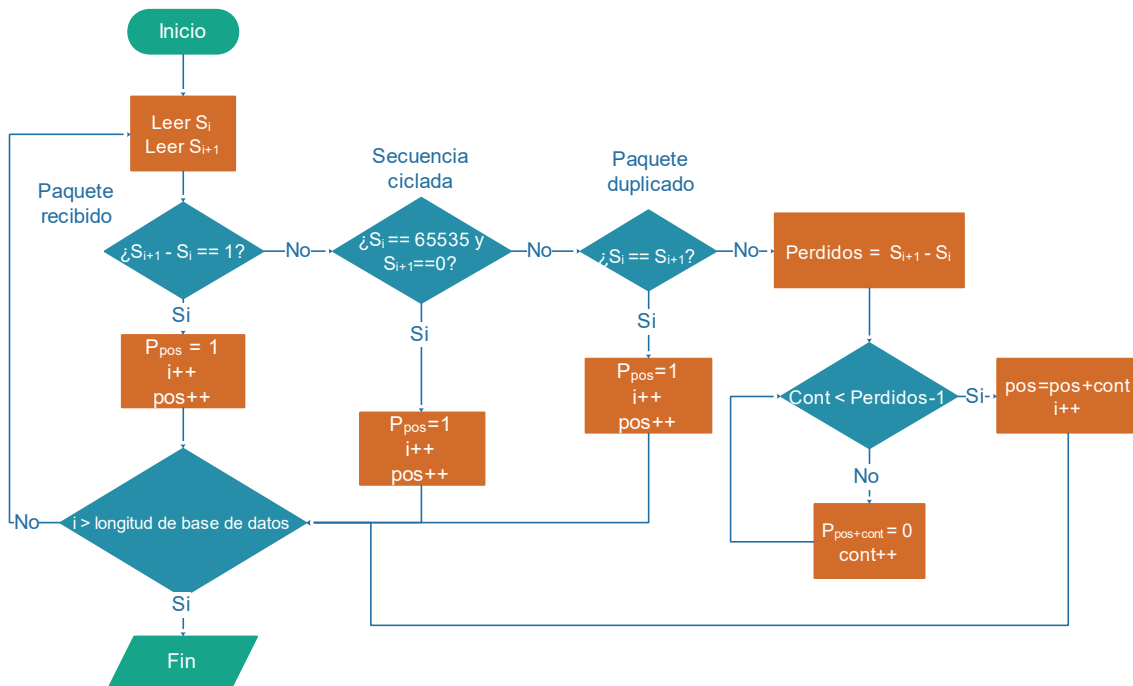 Inicio
Leer Si
Leer Si+1
Paquete
recibido
¿Si+1 - Si == 1?
No
Secuencia
ciclada
¿Si == 65535 y
Si+1==0?
No
Paquete
duplicado
¿Si == Si+1?
No
Perdidos = Si+1 - Si
Si
Ppos = 1
i++
pos++
Si
Ppos=1
i++
pos++
Si
Ppos=1
i++
pos++
Cont < Perdidos-1
Si
pos=pos+cont
i++
No
Ppos+cont = 0
cont++
i > longitud de base de datos
No
Si
Fin